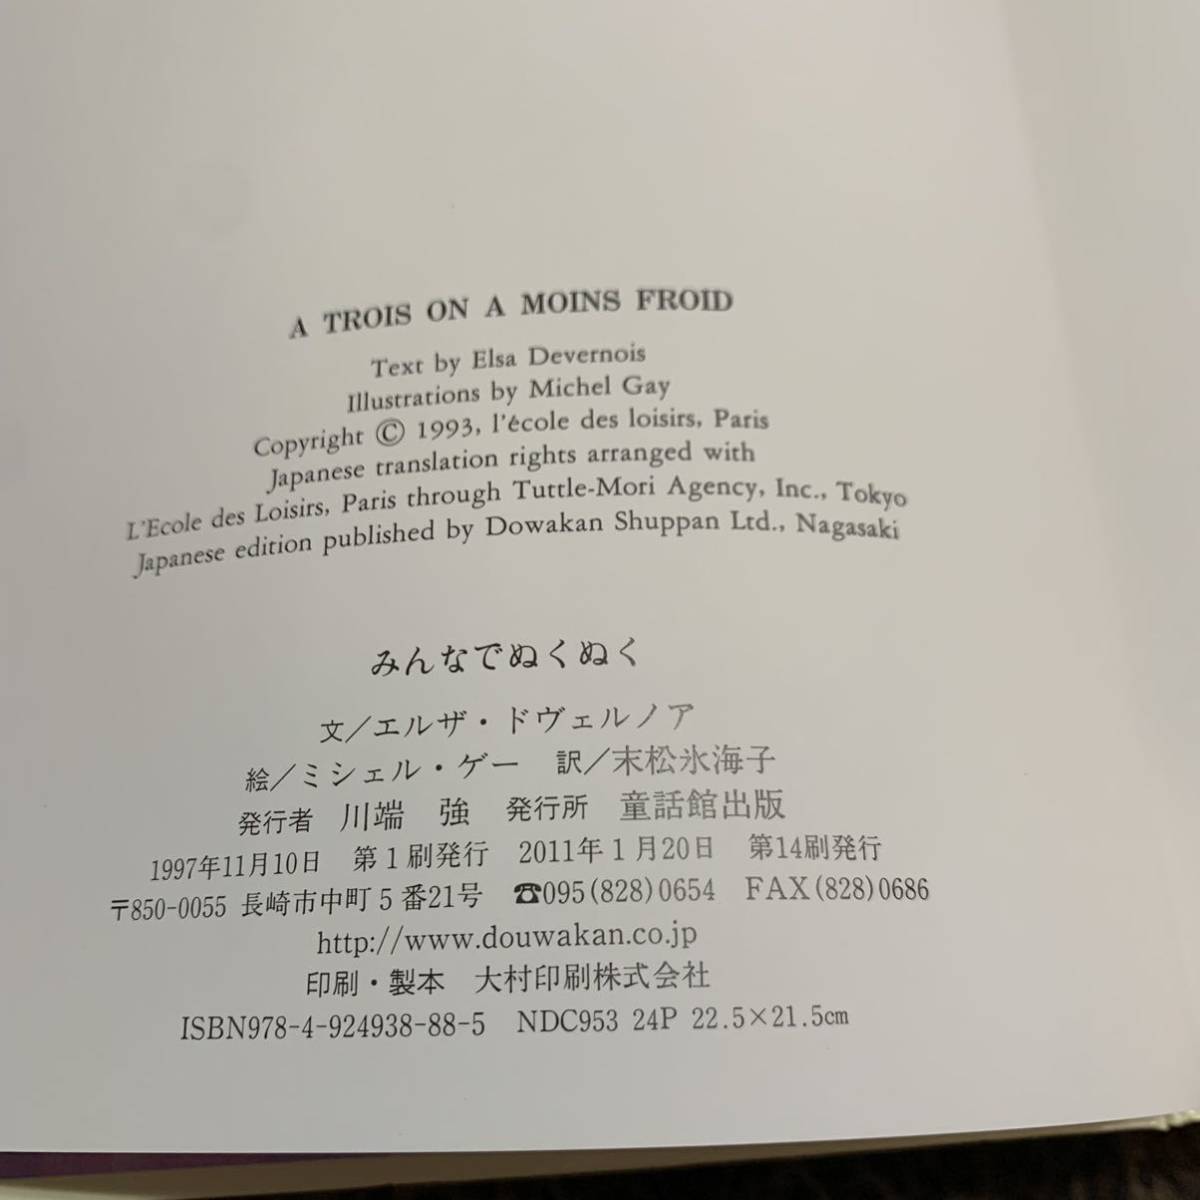 A TROIS ON A MOINS FROID
Text by Elsa Devernois
Illustrations by Michel Gay
Copyright © 1993, l'école des loisirs, Paris
Japanese translation rights arranged with
L'Ecole des Loisirs, Paris through Tuttle-Mori Agency, Inc., Tokyo
Japanese edition published by Dowakan Shuppan Ltd., Nagasaki
みんなでぬくぬく
文／エルザ・ドヴェルノア
絵／ミシェル・ゲー　訳／末松氷海子
発行者　川端　強　発行所　童話館出版
1997年11月10日　第1刷発行　2011年1月20日　第14刷発行
〒850-0055 長崎市中町5番21号　☎095(828)0654　FAX(828)0686
http://www.douwakan.co.jp
印刷・製本　大村印刷株式会社
ISBN978-4-924938-88-5　NDC953 24P 22.5×21.5cm